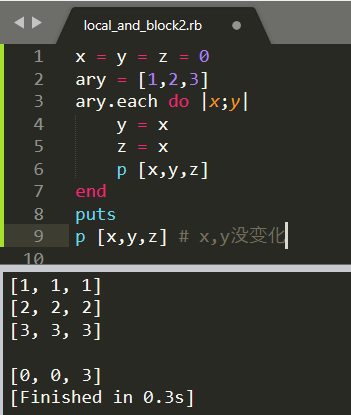 local_and_block2.rb
1 x = y = z = 0
2 ary = [1,2,3]
3 ary.each do |x;y|
4 y = x
5 z = x
6 p [x,y,z]
7 end
8 puts
9 p [x,y,z] # x,y没变化
10
[1, 1, 1]
[2, 2, 2]
[3, 3, 3]
[0, 0, 3]
[Finished in 0.3s]